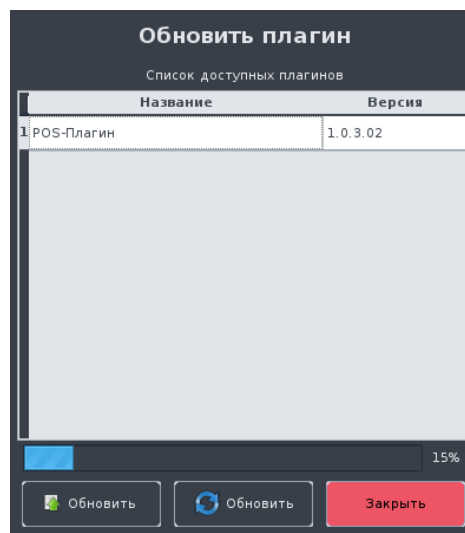 Обновить плагин
Список доступных плагинов
Название Версия
1 POS-Плагин 1.0.3.02
15%
Обновить Обновить Закрыть